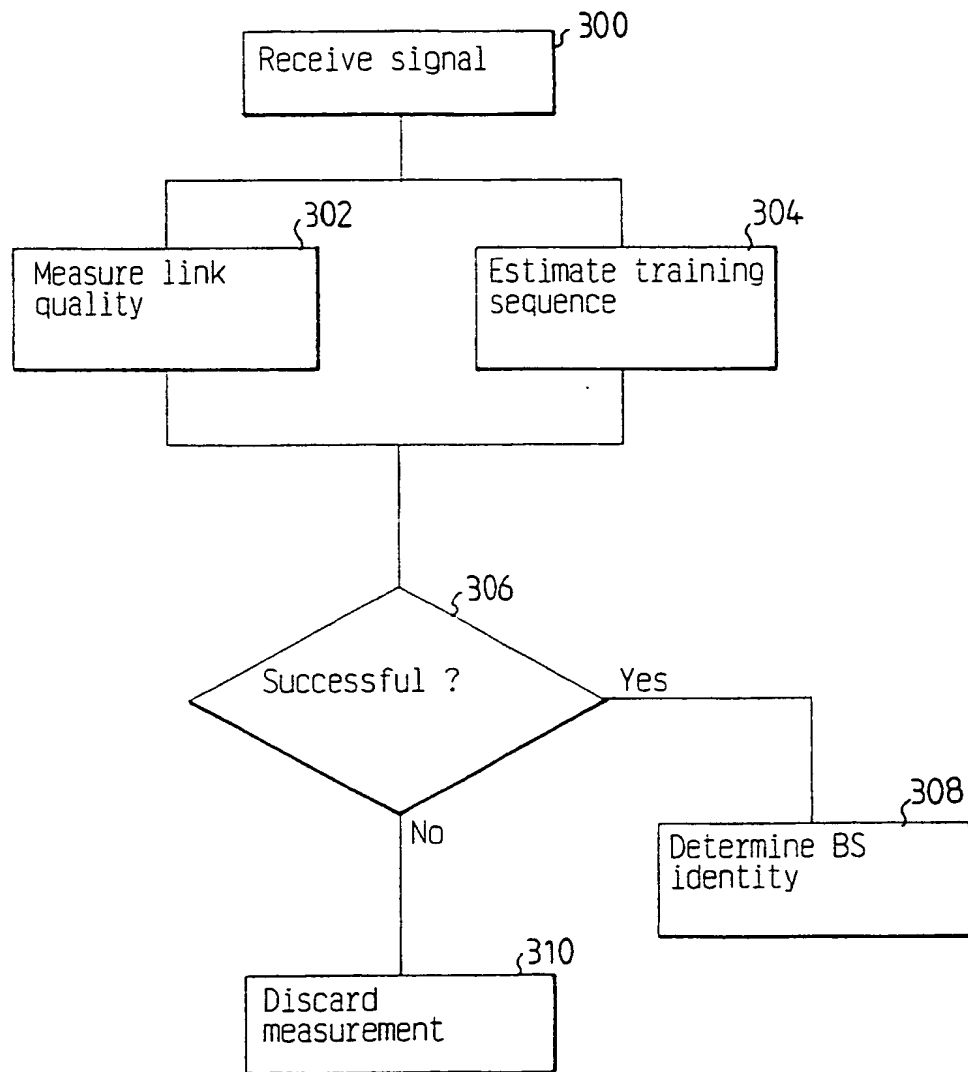 300
Receive signal
302
Measure link
quality
304
Estimate training
sequence
306
Successful ?
Yes
308
Determine BS
identity
No
310
Discard
measurement